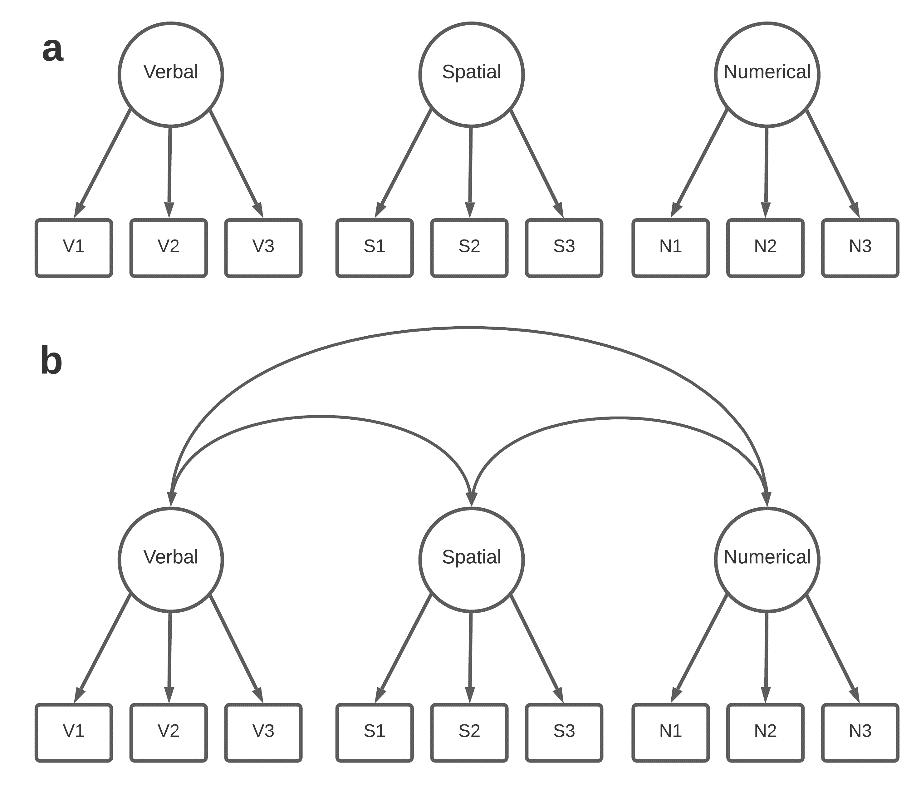 a
Verbal Spatial Numerical
V1 V2 V3 S1 S2 S3 N1 N2 N3
b
Verbal Spatial Numerical
V1 V2 V3 S1 S2 S3 N1 N2 N3